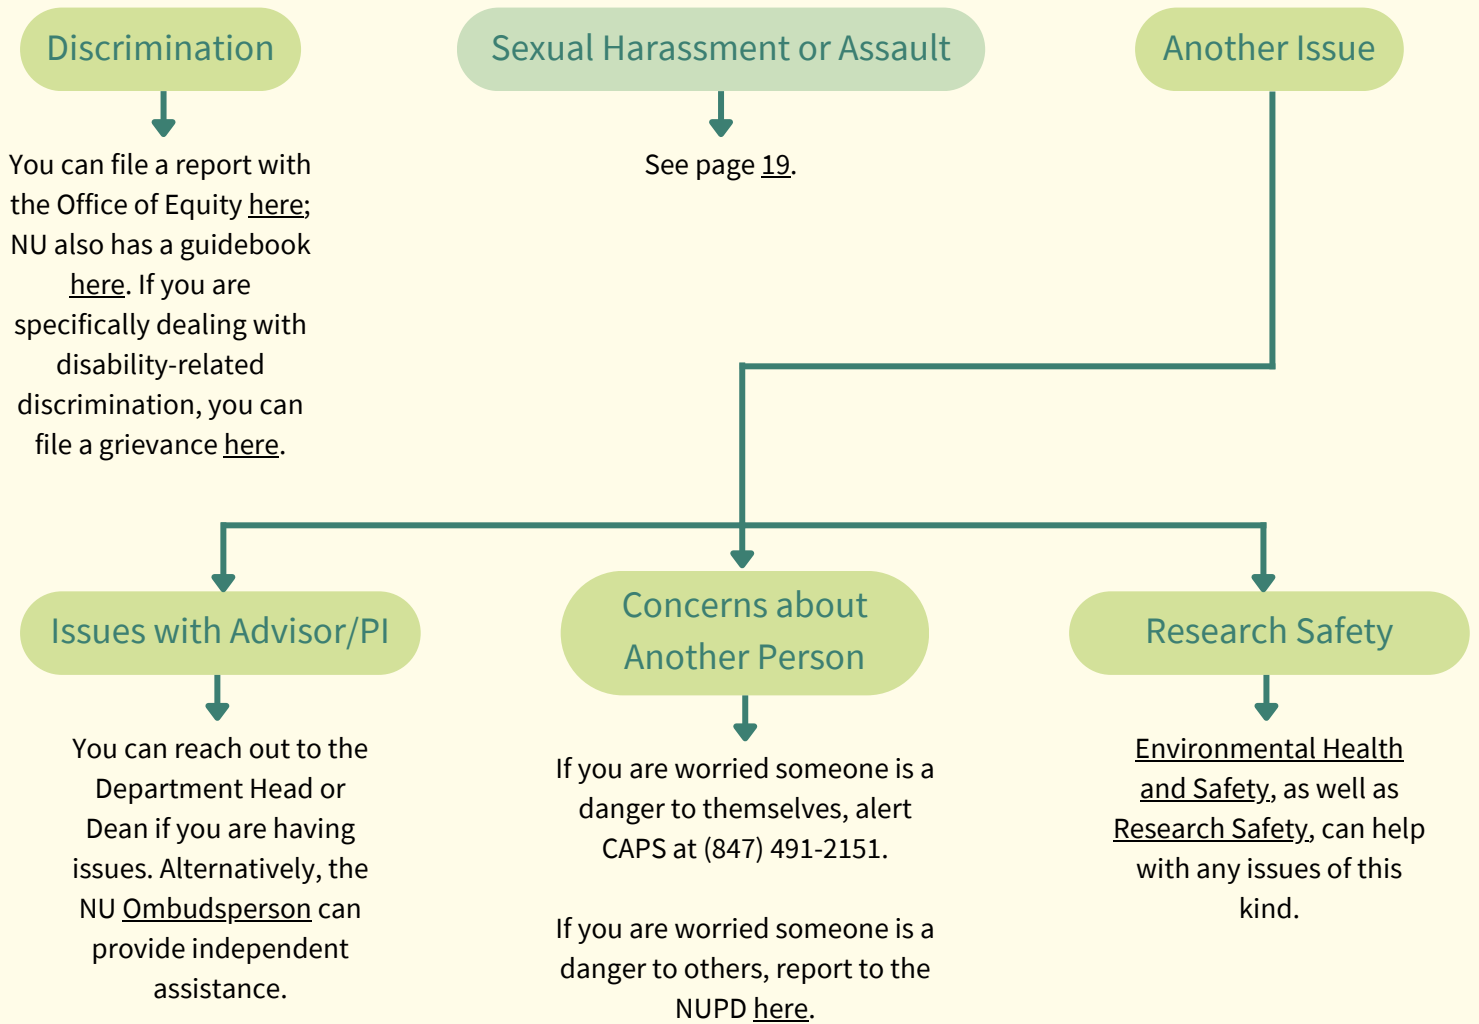 Discrimination
Sexual Harassment or Assault
Another Issue
You can file a report with
the Office of Equity here;
NU also has a guidebook
here. If you are
specifically dealing with
disability-related
discrimination, you can
file a grievance here.
See page 19.
Issues with Advisor/PI
You can reach out to the
Department Head or
Dean if you are having
issues. Alternatively, the
NU Ombudsperson can
provide independent
assistance.
Concerns about
Another Person
If you are worried someone is a
danger to themselves, alert
CAPS at (847) 491-2151.
If you are worried someone is a
danger to others, report to the
NUPD here.
Research Safety
Environmental Health
and Safety, as well as
Research Safety, can help
with any issues of this
kind.